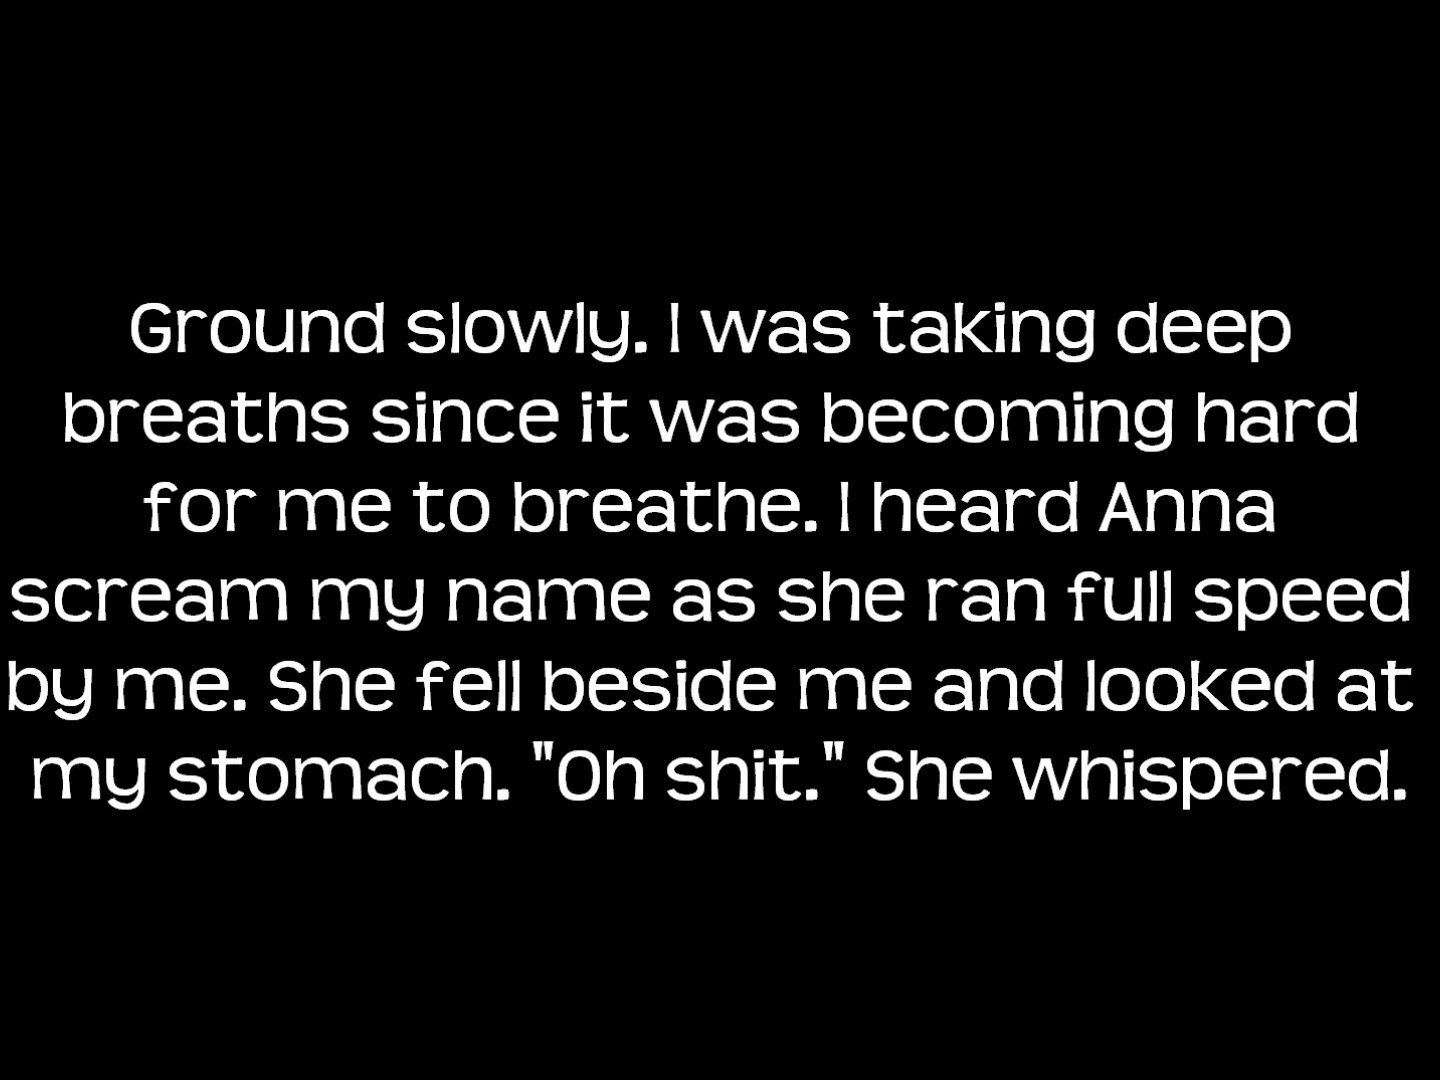 Ground slowly. I was taking deep
breaths since it was becoming hard
for me to breathe. I heard Anna
scream my name as she ran full speed
by me. She fell beside me and looked at
my stomach. "Oh shit." She whispered.